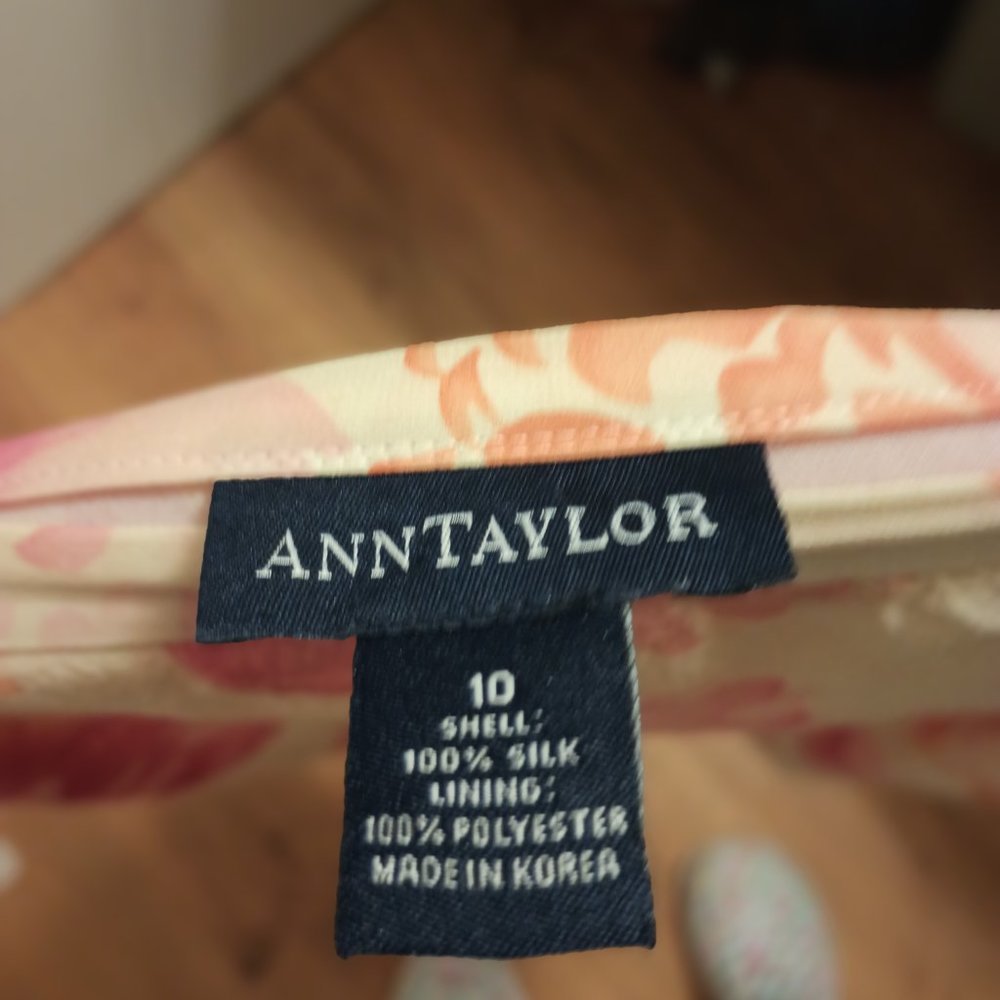 ANNTAYLOR
10
SHELL:
100% SILK
LINING:
100% POLYESTER
MADE IN KOREA